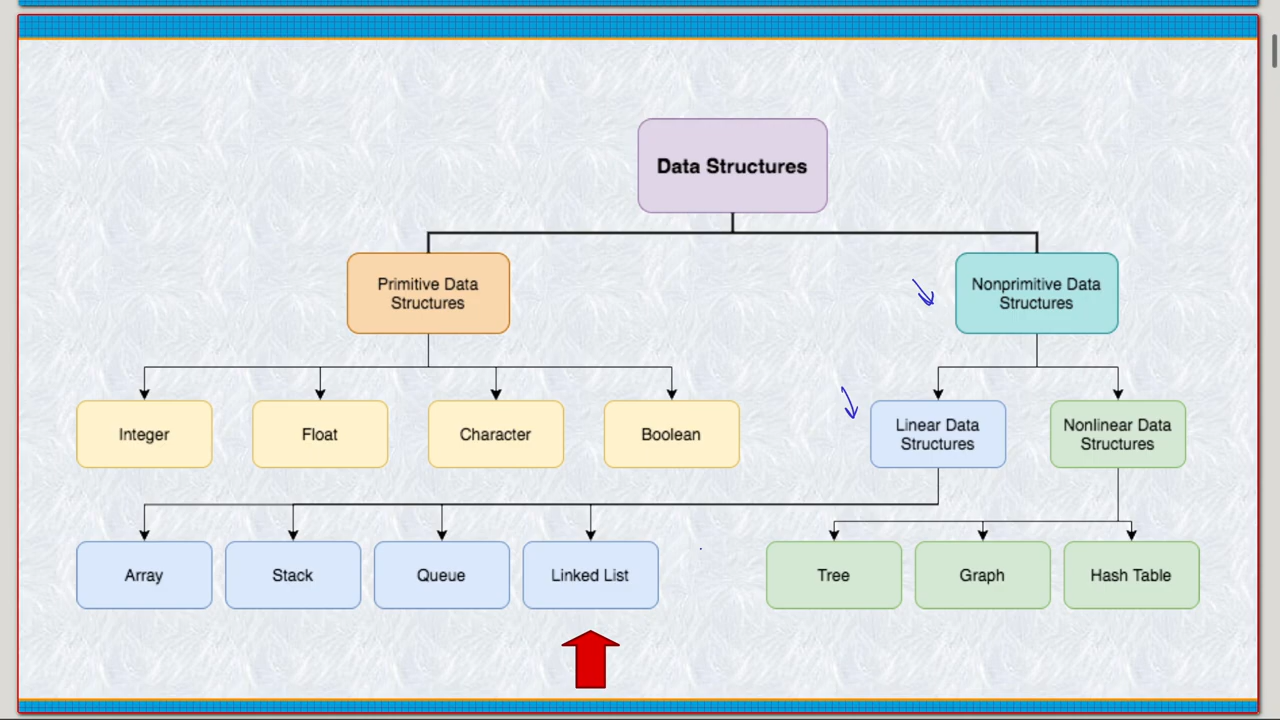 Data Structures
Primitive Data
Structures
Nonprimitive Data
Structures
Integer
Float
Character
Boolean
Linear Data
Structures
Nonlinear Data
Structures
Array
Stack
Queue
Linked List
Tree
Graph
Hash Table